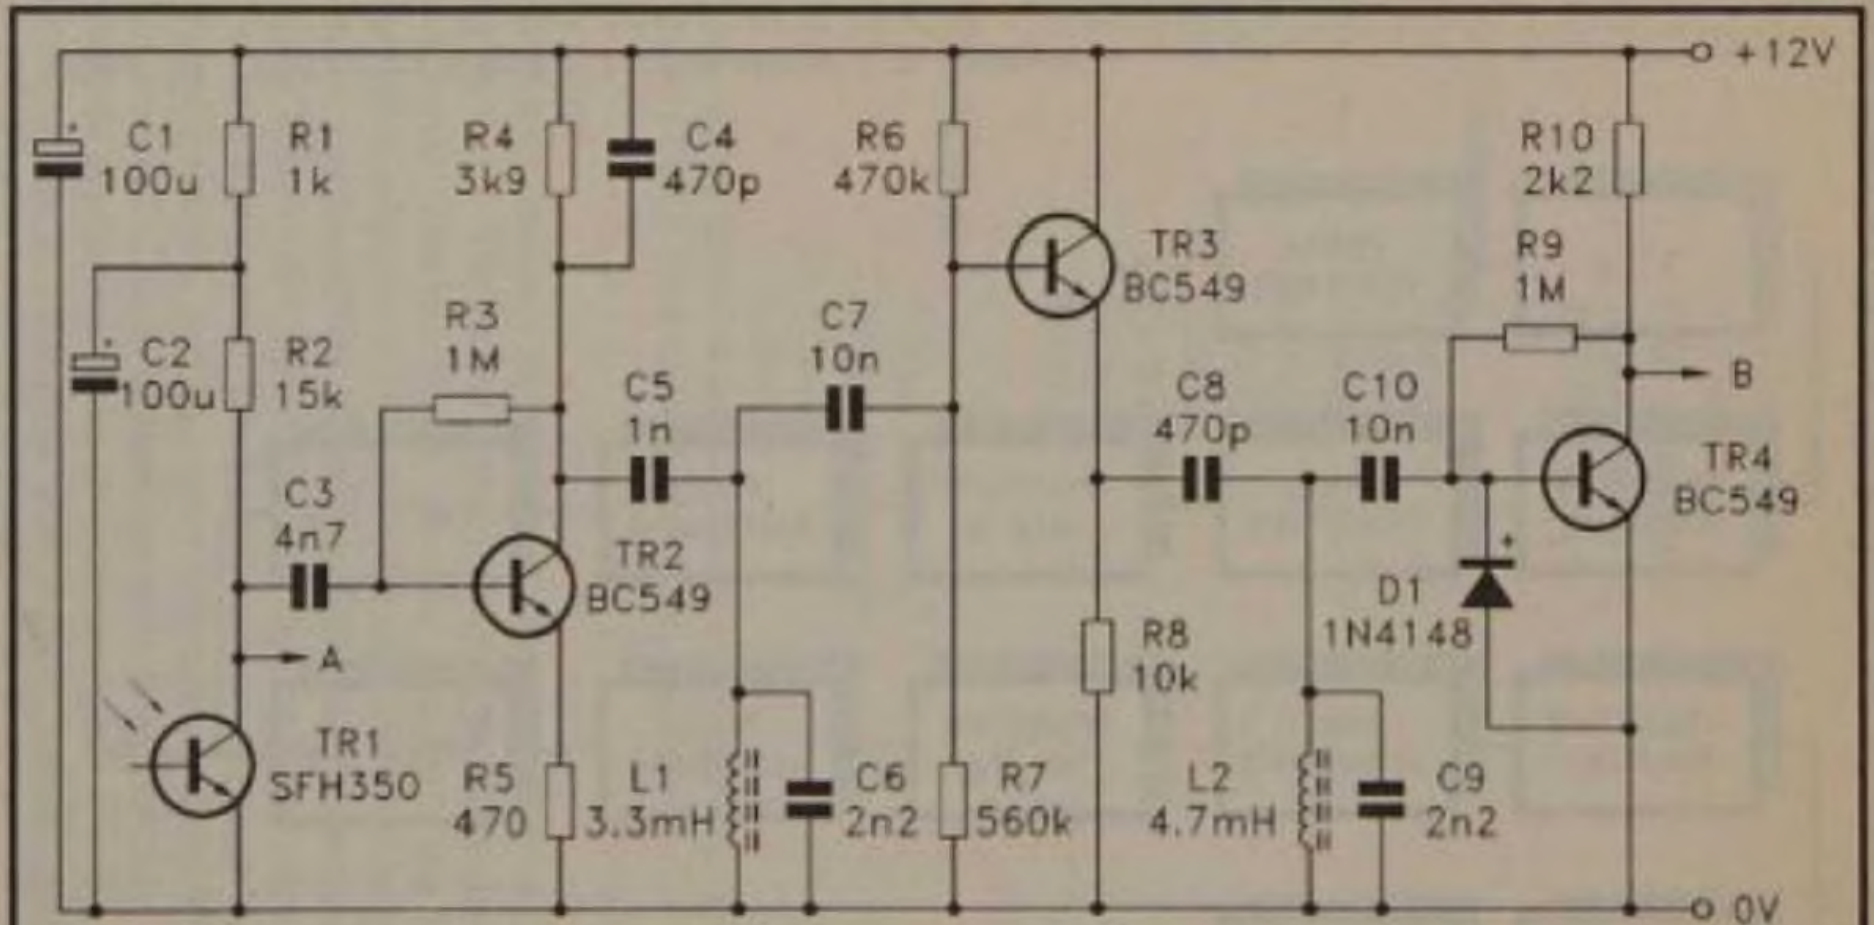 +12V
C1
100u
R1
1k
R4
3k9
C4
470p
R6
470k
R10
2k2
TR3
BC549
R9
1M
C2
100u
R2
15k
R3
1M
C7
10n
C5
1n
C8
470p
C10
10n
B
TR4
BC549
C3
4n7
TR2
BC549
+
D1
1N4148
A
R8
10k
TR1
SFH350
R5
470
L1
3.3mH
C6
2n2
R7
560k
L2
4.7mH
C9
2n2
0V